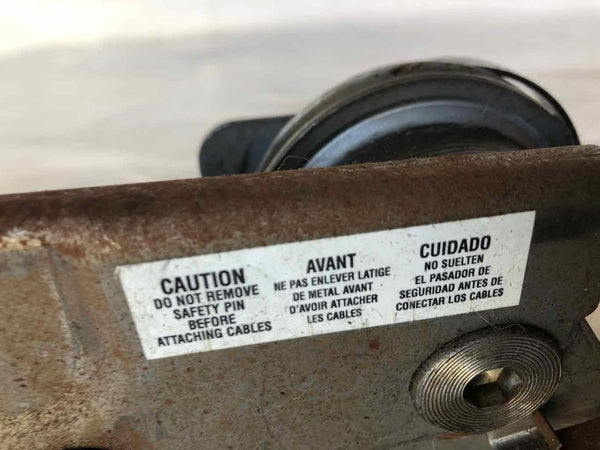 CAUTION
DO NOT REMOVE
SAFETY PIN
BEFORE
ATTACHING CABLES
AVANT
NE PAS ENLEVER LATIGE
DE METAL AVANT
D'AVOIR ATTACHER
LES CABLES
CUIDADO
NO SUELTEN
EL PASADOR DE
SEGURIDAD ANTES DE
CONECTAR LOS CABLES